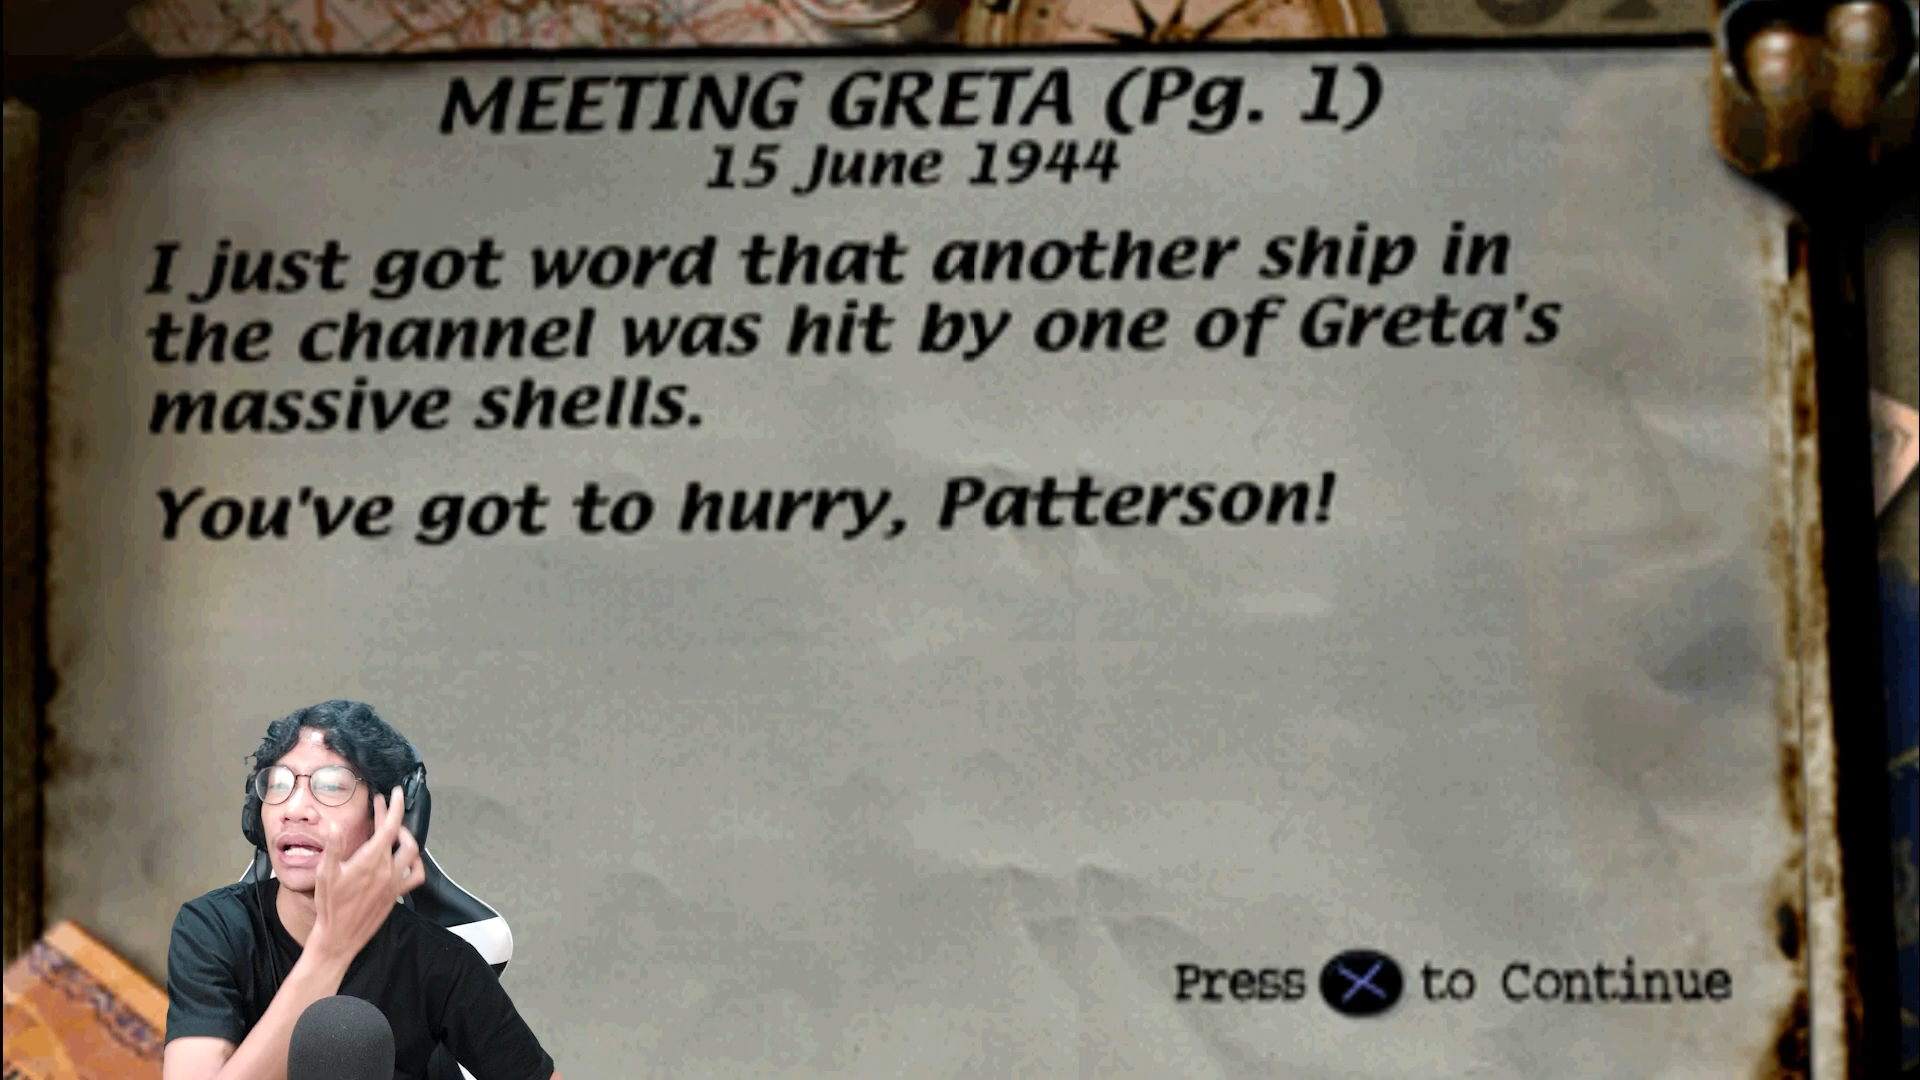 MEETING GRETA (Pg. 1)
15 June 1944
I just got word that another ship in
the channel was hit by one of Greta's
massive shells.
You've got to hurry, Patterson!
Press X to Continue